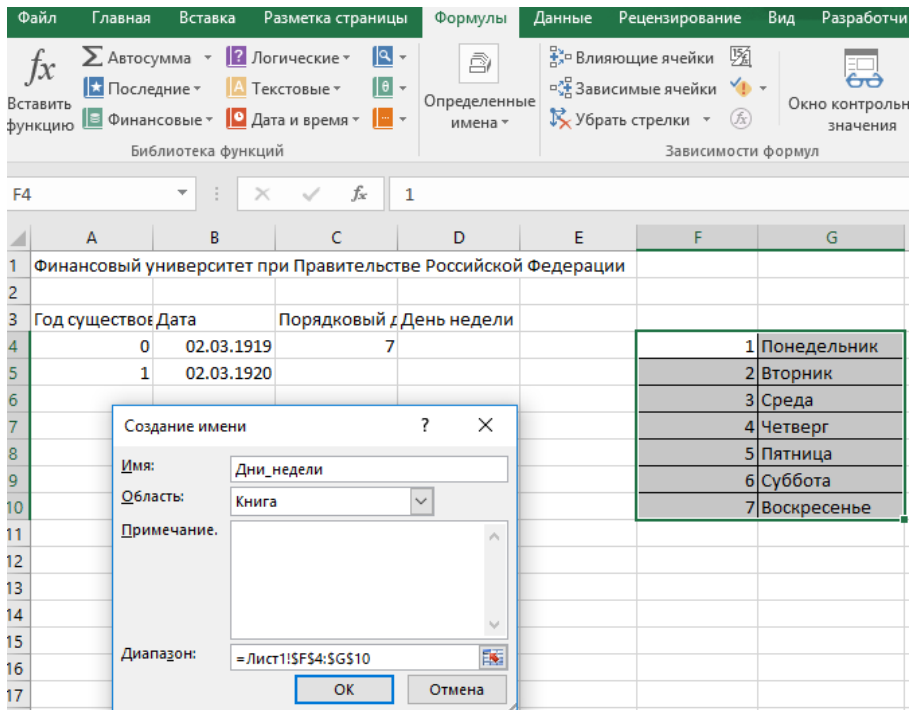 Файл Главная Вставка Разметка страницы Формулы Данные Рецензирование Вид Разработчи
fx Вставить функцию
Σ Автосумма
Последние
Финансовые
Логические
Текстовые
Дата и время
Библиотека функций
Определенные имена
Влияющие ячейки
Зависимые ячейки
Убрать стрелки
Зависимости формул
Окно контрольн
значения
F4 fx 1
A B C D E F G
1 Финансовый университет при Правительстве Российской Федерации
2
3 Год существов Дата Порядковый д День недели
4 0 02.03.1919 7 1 Понедельник
5 1 02.03.1920 2 Вторник
6 3 Среда
7 4 Четверг
8 5 Пятница
9 6 Суббота
10 7 Воскресенье
11
12
13
14
15
16
17
Создание имени ? ×
Имя: Дни_недели
Область: Книга
Примечание.
Диапазон: =Лист1!$F$4:$G$10
ОК Отмена